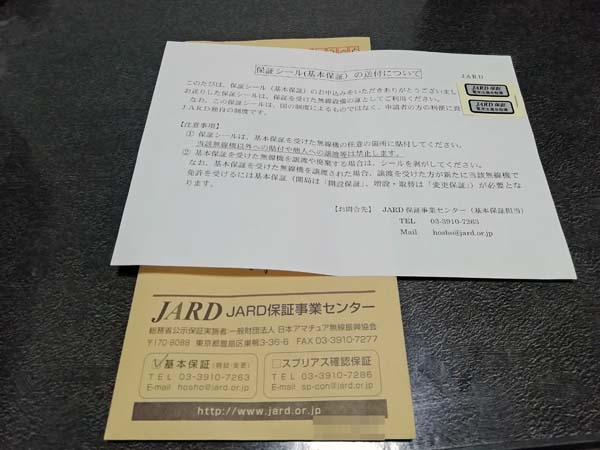 保証シール(基本保証)の送付について
JARD
このたびは、保証シール(基本保証)のお申込みをいただきありがとうございまし
お送りした保証シールは、保証を受けた無線設備の証としてご利用ください。
なお、この保証シールは、国の制度によるものではなく、申請者の方の利便に資
JARD独自の制度です。
JARD 保証
JARD 保証
【注意事項】
① 保証シールは、基本保証を受けた無線機の任意の箇所に貼付してください。
当該無線機以外への貼付や他人への譲渡等は禁止します。
② 基本保証を受けた無線機を譲渡や廃棄する場合は、シールを剥がしてください。
なお、基本保証を受けた無線機を譲渡された場合、譲渡を受けた方が新たに当該無線機で
免許を受けるには基本保証(開局は「開設保証」、増設・取替は「変更保証」)が必要とな
ります。
【お問合先】 JARD 保証事業センター(基本保証担当)
TEL 03-3910-7263
Mail hosho@jard.or.jp
JARD JARD保証事業センター
総務省公示保証実施者 一般財団法人 日本アマチュア無線振興協会
〒170-8088 東京都豊島区巣鴨3-36-6 FAX 03-3910-7277
基本保証(開設・変更)
TEL 03-3910-7263
E-mail hosho@jard.or.jp
スプリアス確認保証
TEL 03-3910-7286
E-mail sp-con@jard.or.jp
http://www.jard.or.jp